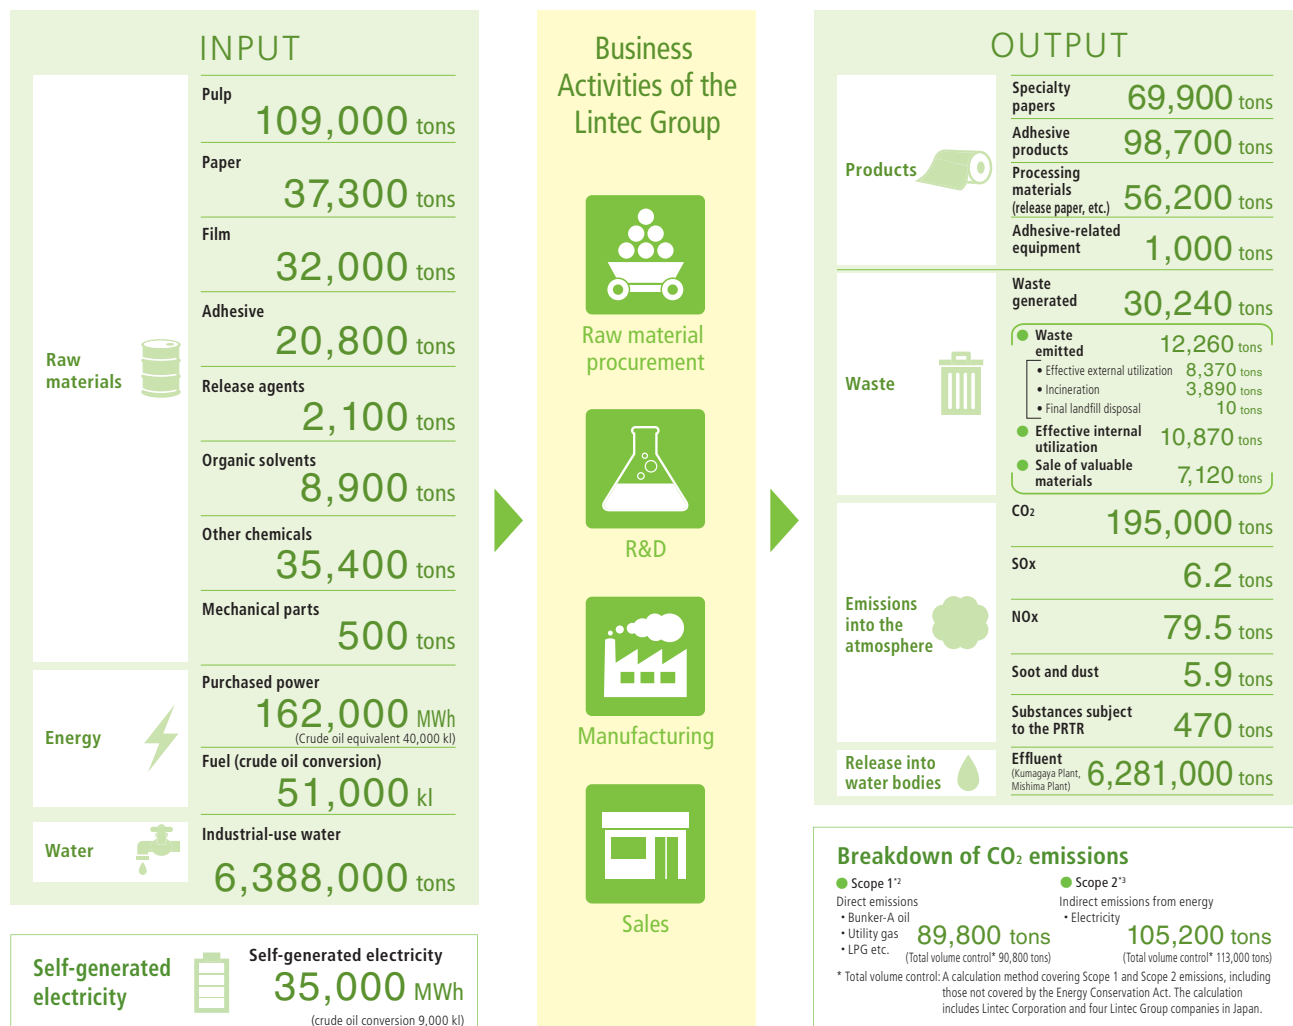 INPUT
Raw
materials
Pulp
109,000 tons
Paper
37,300 tons
Film
32,000 tons
Adhesive
20,800 tons
Release agents
2,100 tons
Organic solvents
8,900 tons
Other chemicals
35,400 tons
Mechanical parts
500 tons
Energy
Purchased power
162,000 MWh
(Crude oil equivalent 40,000 kl)
Fuel (crude oil conversion)
51,000 kl
Water
Industrial-use water
6,388,000 tons
Self-generated
electricity
Self-generated electricity
35,000 MWh
(crude oil conversion 9,000 kl)
Business
Activities of the
Lintec Group
Raw material
procurement
R&D
Manufacturing
Sales
OUTPUT
Products
Specialty
papers
69,900 tons
Adhesive
products
98,700 tons
Processing
materials
(release paper, etc.)
56,200 tons
Adhesive-related
equipment
1,000 tons
Waste
Waste
generated
30,240 tons
● Waste
emitted
12,260 tons
• Effective external utilization 8,370 tons
• Incineration 3,890 tons
• Final landfill disposal 10 tons
● Effective internal
utilization
10,870 tons
● Sale of valuable
materials
7,120 tons
Emissions
into the
atmosphere
CO2
195,000 tons
SOx
6.2 tons
NOx
79.5 tons
Soot and dust
5.9 tons
Substances subject
to the PRTR
470 tons
Release into
water bodies
Effluent
(Kumagaya Plant,
Mishima Plant)
6,281,000 tons
Breakdown of CO2 emissions
● Scope 1*2
Direct emissions
• Bunker-A oil
• Utility gas
• LPG etc.
89,800 tons
(Total volume control* 90,800 tons)
● Scope 2*3
Indirect emissions from energy
• Electricity
105,200 tons
(Total volume control* 113,000 tons)
* Total volume control: A calculation method covering Scope 1 and Scope 2 emissions, including
those not covered by the Energy Conservation Act. The calculation
includes Lintec Corporation and four Lintec Group companies in Japan.